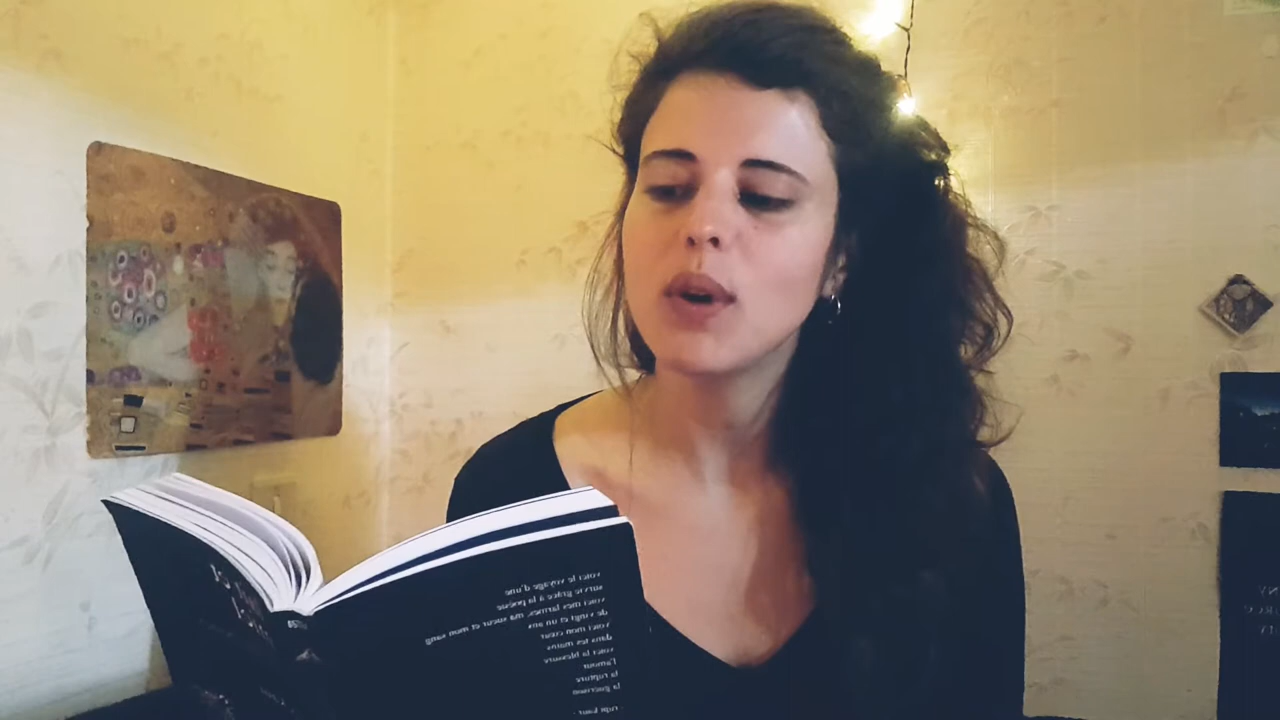 voici le voyage d'une
survie grâce à la poésie
voici mes larmes, ma sueur et mon sang
de vingt et un ans
voici mon cœur
dans tes mains
voici la blessure
l'amour
la rupture
la guérison
- rupi kaur